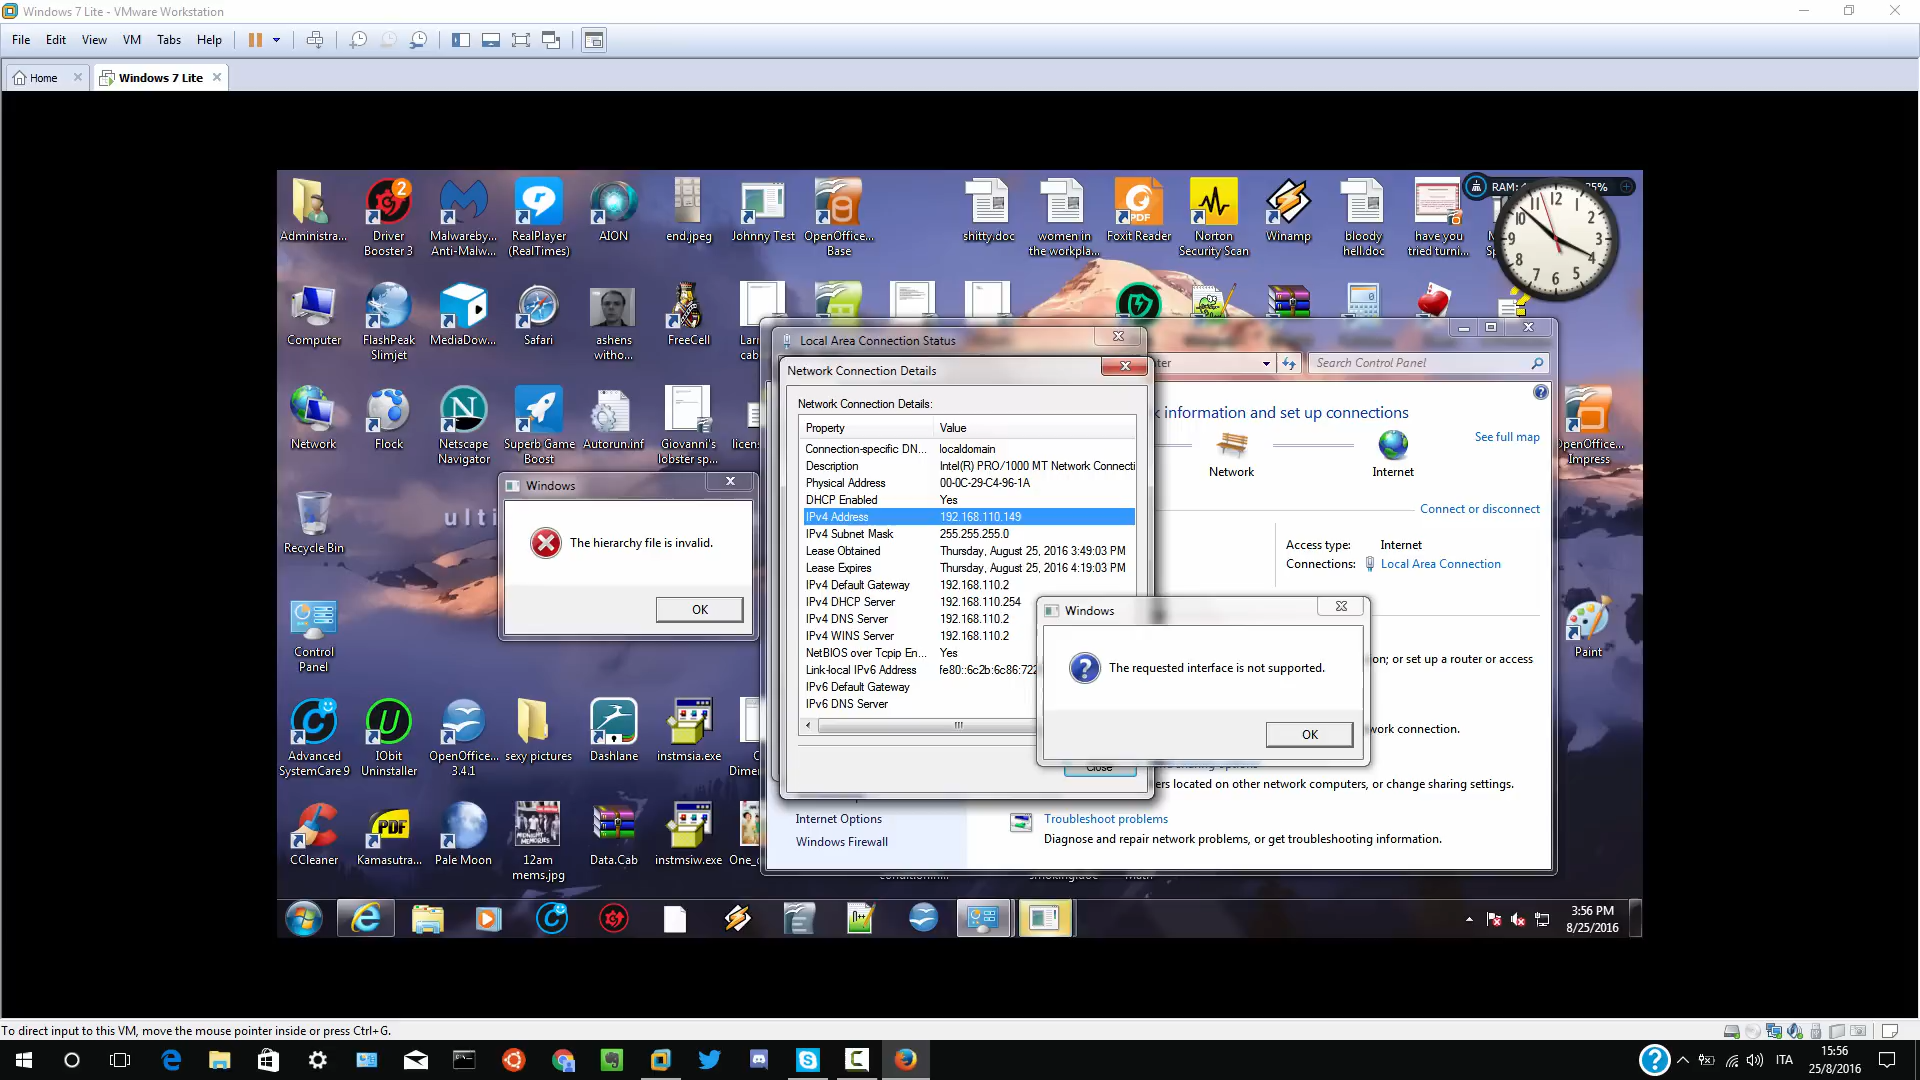 Windows 7 Lite - VMware Workstation
File Edit View VM Tabs Help
Home
Windows 7 Lite
Administra...
2
Driver Booster 3
Malwareby... Anti-Malw...
RealPlayer (RealTimes)
AION
end.jpeg
Johnny Test
OpenOffice... Base
shitty.doc
women in the workpla...
PDF
Foxit Reader
Norton Security Scan
Winamp
bloody hell.doc
have you tried turni...
RAM:
12 1 2 3 4 5 6 7 8 9 10 11
Computer
FlashPeak Slimjet
MediaDow...
Safari
ashens witho...
FreeCell
Network
Flock
N
Netscape Navigator
Superb Game Boost
Autorun.inf
Giovanni's lobster sp...
OpenOffice... Impress
Recycle Bin
ulti
Control Panel
Paint
Advanced SystemCare 9
IObit Uninstaller
OpenOffice... 3.4.1
sexy pictures
Dashlane
instmsia.exe
CCleaner
PDF
Kamasutra...
Pale Moon
12am mems.jpg
Data.Cab
instmsiw.exe
Windows
The hierarchy file is invalid.
OK
Local Area Connection Status
Network Connection Details
Network Connection Details:
Property Value
Connection-specific DN... localdomain
Description Intel(R) PRO/1000 MT Network Connecti
Physical Address 00-0C-29-C4-96-1A
DHCP Enabled Yes
IPv4 Address 192.168.110.149
IPv4 Subnet Mask 255.255.255.0
Lease Obtained Thursday, August 25, 2016 3:49:03 PM
Lease Expires Thursday, August 25, 2016 4:19:03 PM
IPv4 Default Gateway 192.168.110.2
IPv4 DHCP Server 192.168.110.254
IPv4 DNS Server 192.168.110.2
IPv4 WINS Server 192.168.110.2
NetBIOS over Tcpip En... Yes
Link-local IPv6 Address fe80::6c2b:6c86:722
IPv6 Default Gateway
IPv6 DNS Server
Close
Windows
The requested interface is not supported.
OK
Search Control Panel
information and set up connections
See full map
Network
Internet
Connect or disconnect
Access type: Internet
Connections: Local Area Connection
on; or set up a router or access
work connection.
ers located on other network computers, or change sharing settings.
Internet Options
Windows Firewall
Troubleshoot problems
Diagnose and repair network problems, or get troubleshooting information.
3:56 PM
8/25/2016
To direct input to this VM, move the mouse pointer inside or press Ctrl+G.
ITA
15:56
25/8/2016